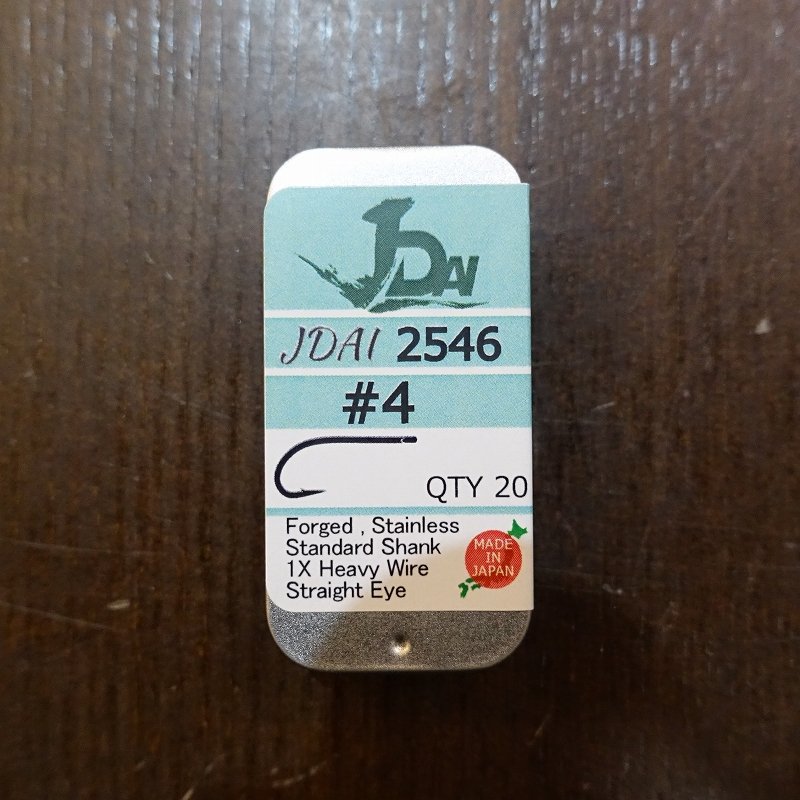 JDAI
JDAI 2546
#4
QTY 20
Forged , Stainless
Standard Shank
1X Heavy Wire
Straight Eye
MADE
IN
JAPAN